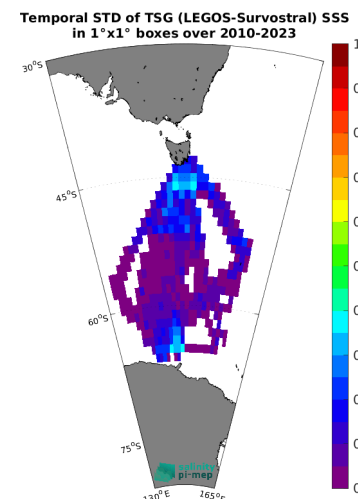 Temporal STD of TSG (LEGOS-Survostral) SSS
in 1°x1° boxes over 2010-2023
30°S
45°S
60°S
75°S
130°E
165°E
salinity
pi-mep
1
0
0
0
0
0
0
0
0
0
0